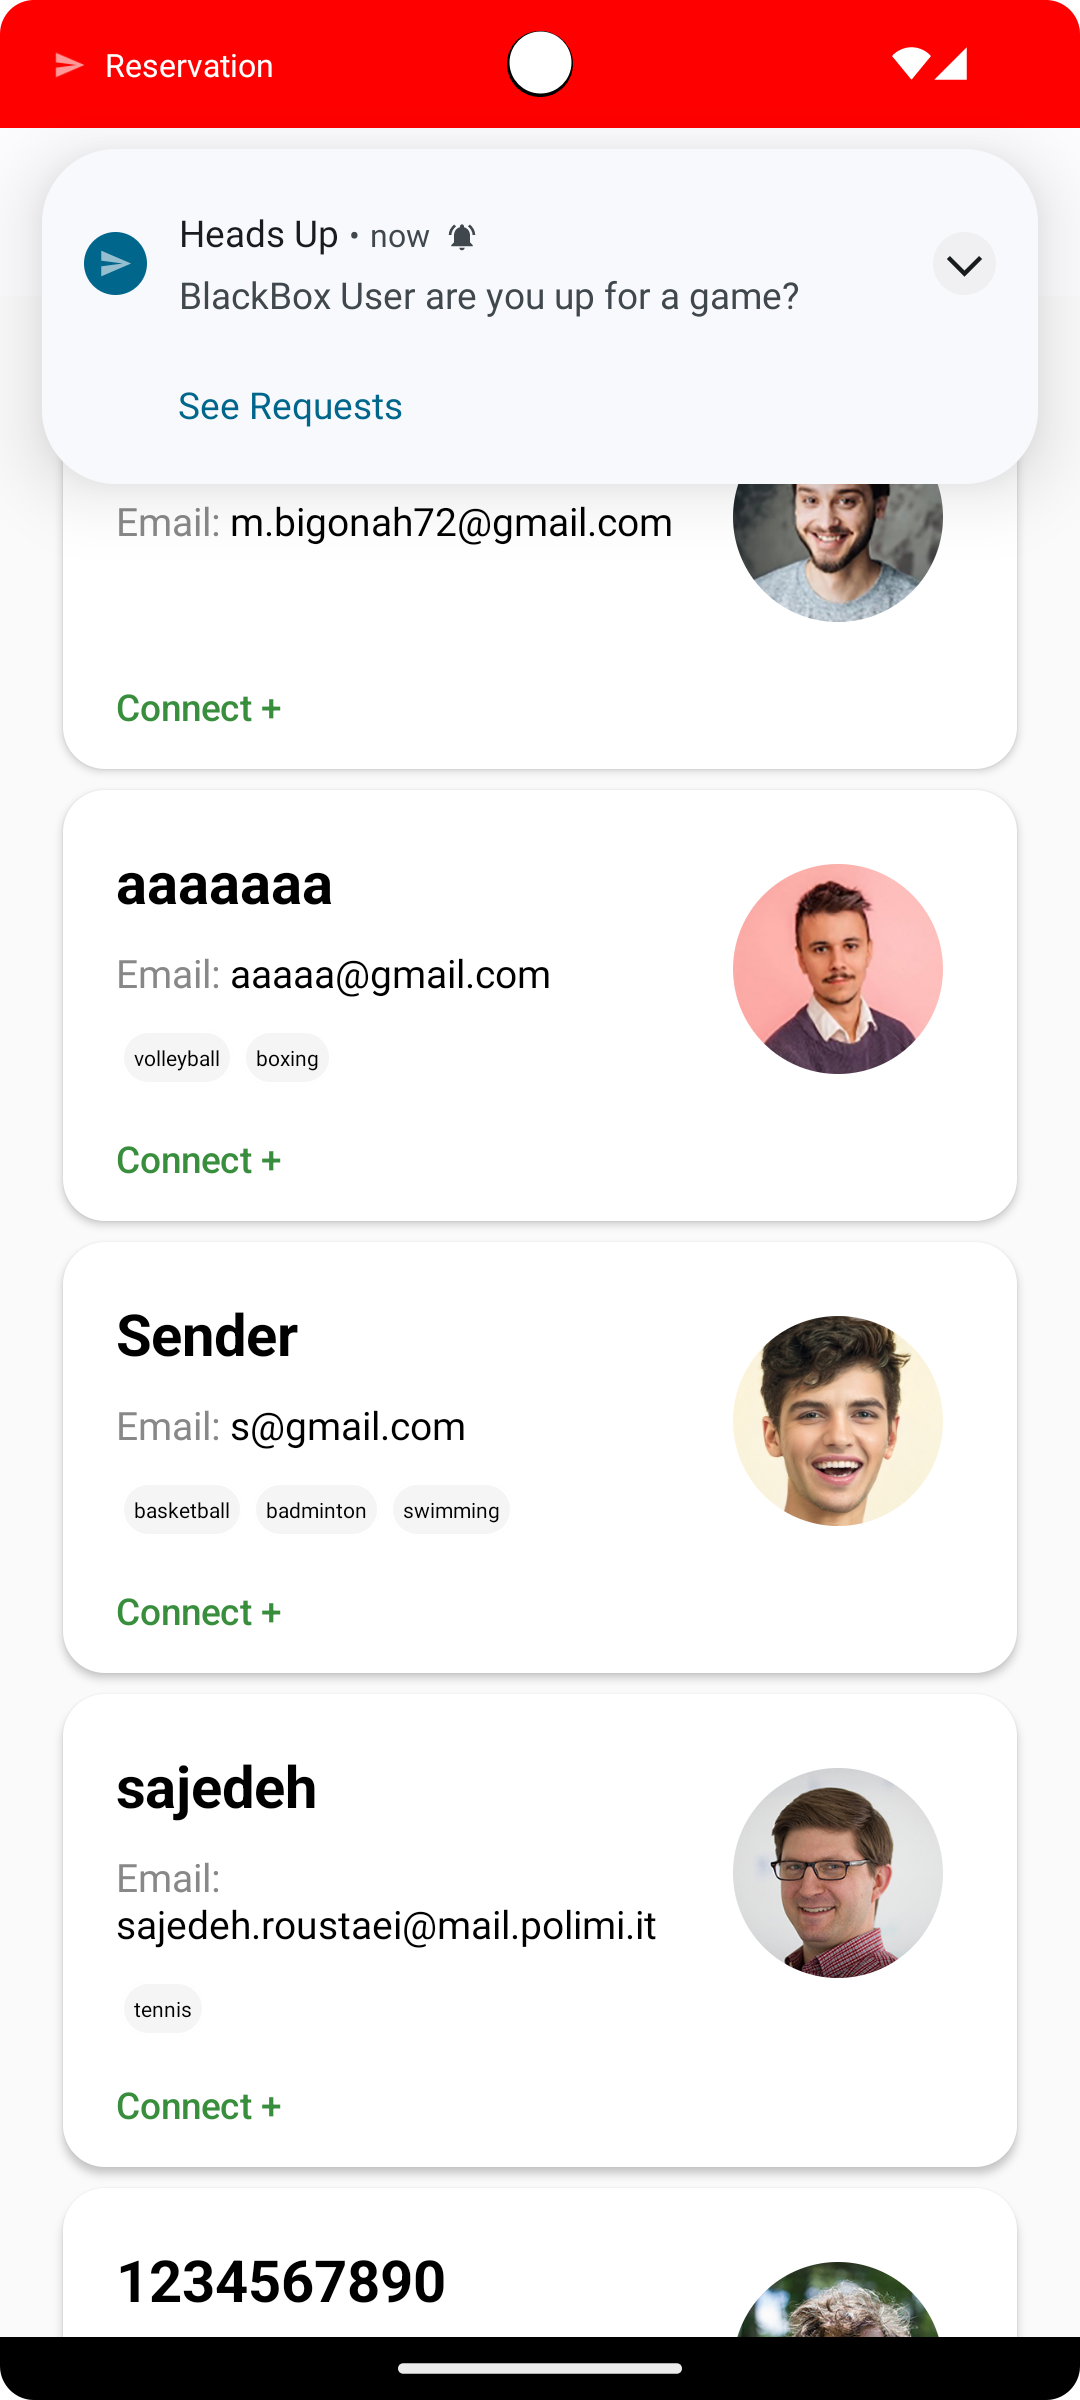 Reservation
Heads Up • now
BlackBox User are you up for a game?
See Requests
Email: m.bigonah72@gmail.com
Connect +
aaaaaaa
Email: aaaaa@gmail.com
volleyball boxing
Connect +
Sender
Email: s@gmail.com
basketball badminton swimming
Connect +
sajedeh
Email:
sajedeh.roustaei@mail.polimi.it
tennis
Connect +
1234567890